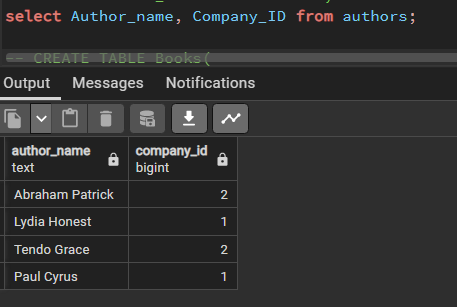 select Author_name, Company_ID from authors;
-- CREATE TABLE Books(
Output Messages Notifications
author_name company_id
text bigint
Abraham Patrick 2
Lydia Honest 1
Tendo Grace 2
Paul Cyrus 1